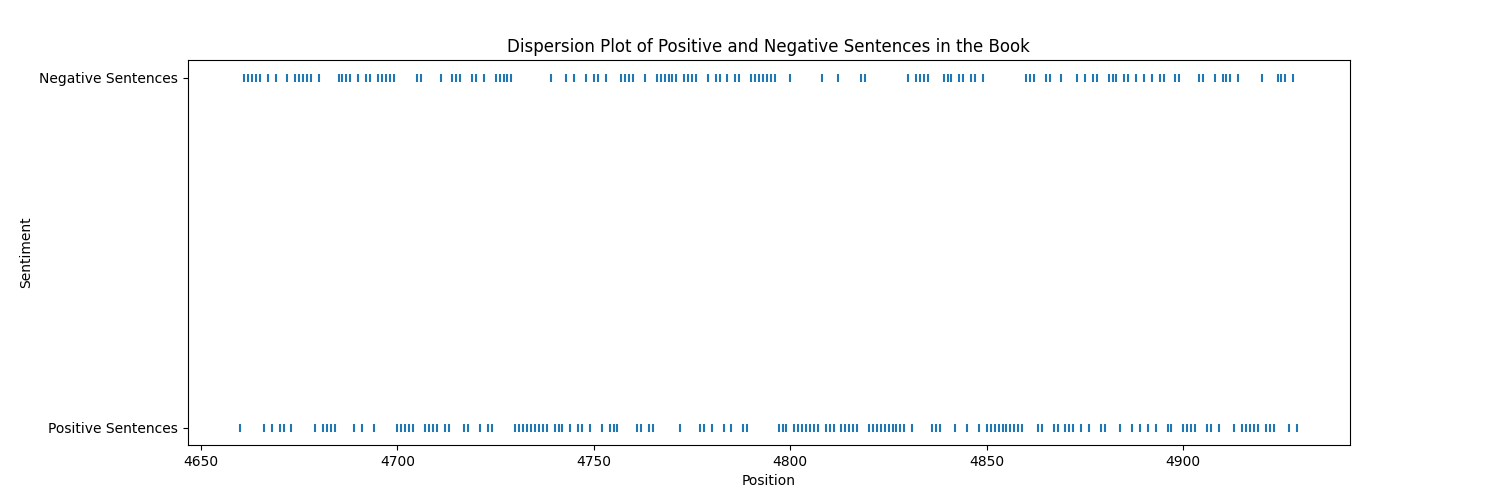 Dispersion Plot of Positive and Negative Sentences in the Book
Negative Sentences
Sentiment
Positive Sentences
4650 4700 4750 4800 4850 4900
Position